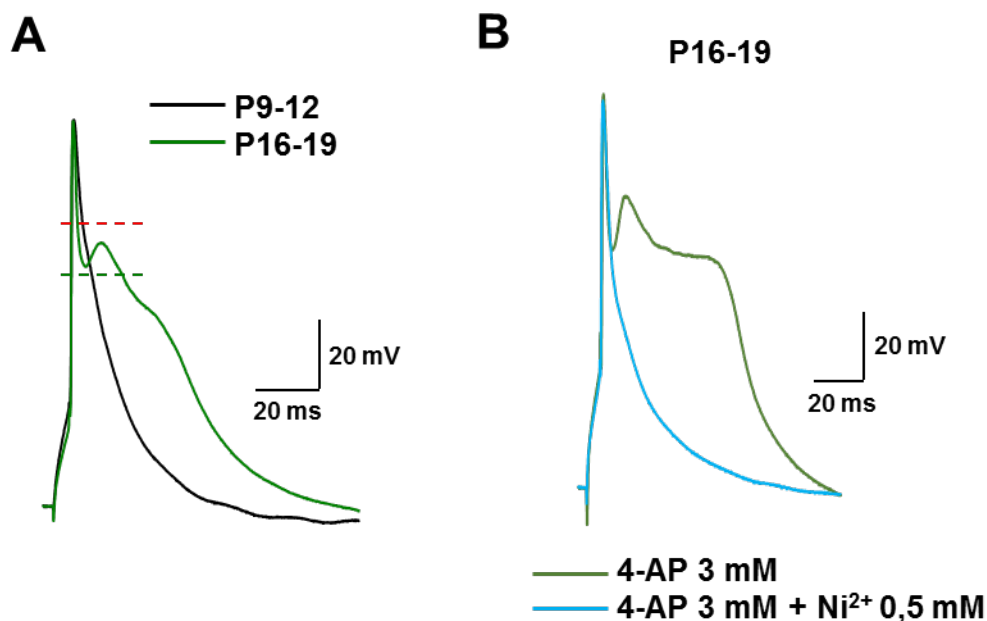 A
P9-12
P16-19
20 mV
20 ms
B
P16-19
20 mV
20 ms
4-AP 3 mM
4-AP 3 mM + Ni²⁺ 0,5 mM